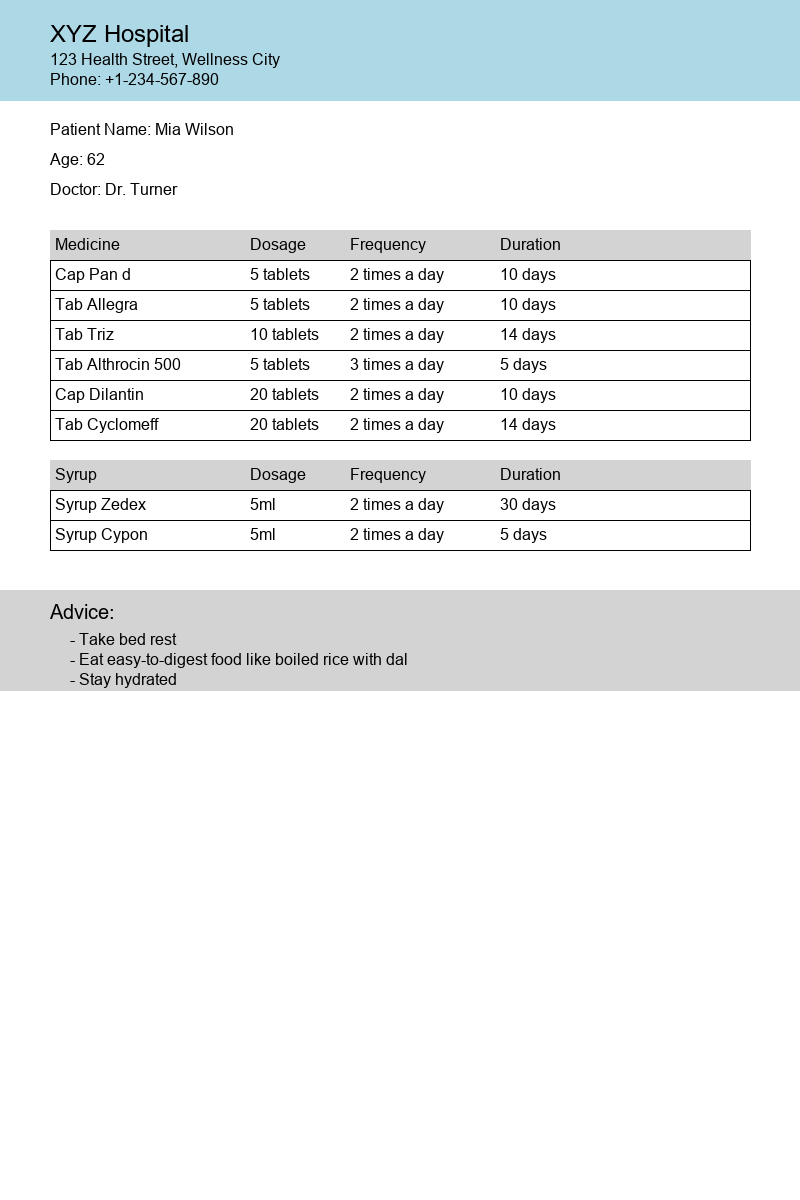 XYZ Hospital
123 Health Street, Wellness City
Phone: +1-234-567-890
Patient Name: Mia Wilson
Age: 62
Doctor: Dr. Turner
Medicine Dosage Frequency Duration
Cap Pan d 5 tablets 2 times a day 10 days
Tab Allegra 5 tablets 2 times a day 10 days
Tab Triz 10 tablets 2 times a day 14 days
Tab Althrocin 500 5 tablets 3 times a day 5 days
Cap Dilantin 20 tablets 2 times a day 10 days
Tab Cyclomeff 20 tablets 2 times a day 14 days
Syrup Dosage Frequency Duration
Syrup Zedex 5ml 2 times a day 30 days
Syrup Cypon 5ml 2 times a day 5 days
Advice:
- Take bed rest
- Eat easy-to-digest food like boiled rice with dal
- Stay hydrated